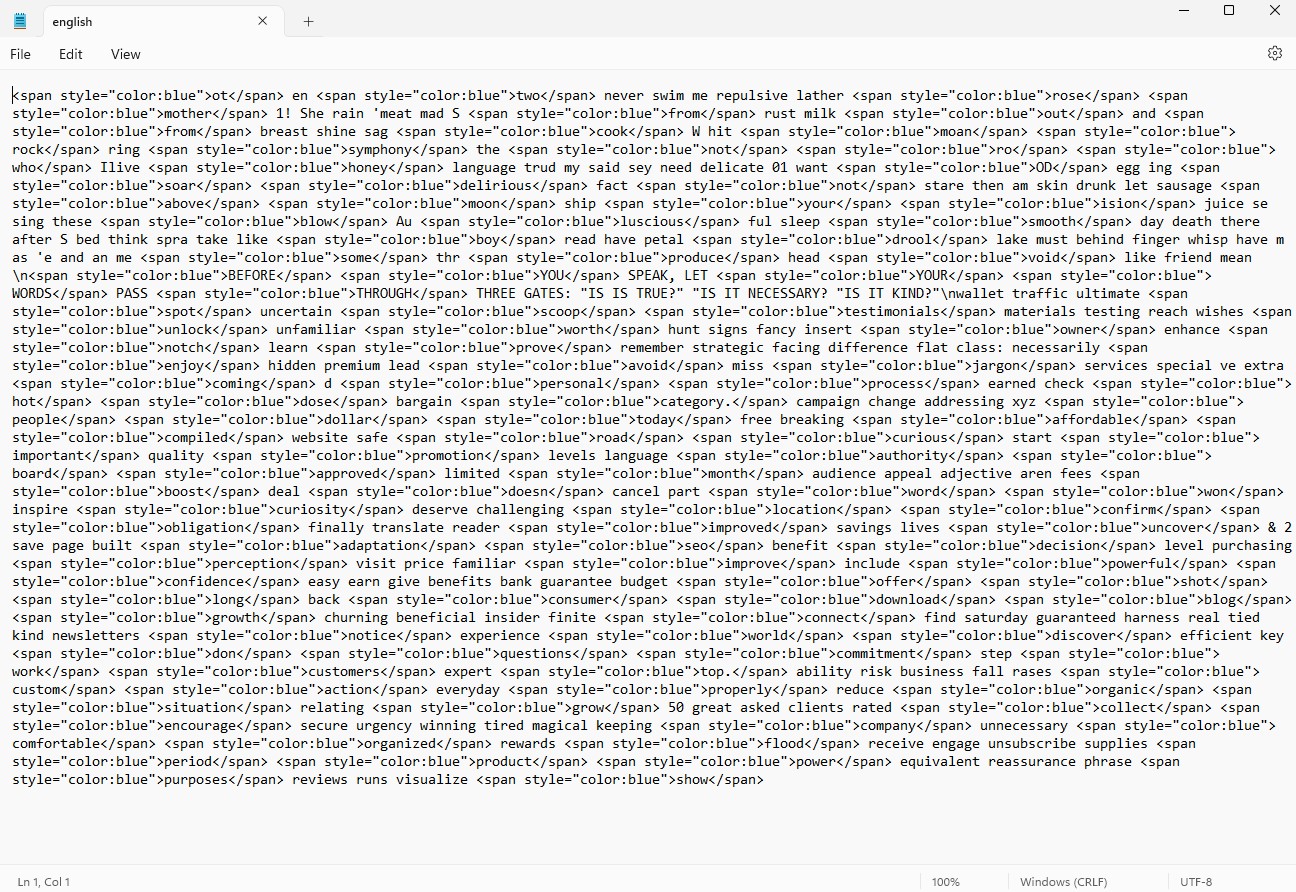 english
File Edit View
<span style="color:blue">ot</span> en <span style="color:blue">two</span> never swim me repulsive lather <span style="color:blue">rose</span> <span
style="color:blue">mother</span> 1! She rain 'meat mad S <span style="color:blue">from</span> rust milk <span style="color:blue">out</span> and <span
style="color:blue">from</span> breast shine sag <span style="color:blue">cook</span> W hit <span style="color:blue">moan</span> <span style="color:blue">
rock</span> ring <span style="color:blue">symphony</span> the <span style="color:blue">not</span> <span style="color:blue">ro</span> <span style="color:blue">
who</span> Ilive <span style="color:blue">honey</span> language trud my said sey need delicate 01 want <span style="color:blue">OD</span> egg ing <span
style="color:blue">soar</span> <span style="color:blue">delirious</span> fact <span style="color:blue">not</span> stare then am skin drunk let sausage <span
style="color:blue">above</span> <span style="color:blue">moon</span> ship <span style="color:blue">your</span> <span style="color:blue">ision</span> juice se
sing these <span style="color:blue">blow</span> Au <span style="color:blue">luscious</span> ful sleep <span style="color:blue">smooth</span> day death there
after S bed think spra take like <span style="color:blue">boy</span> read have petal <span style="color:blue">drool</span> lake must behind finger whisp have m
as 'e and an me <span style="color:blue">some</span> thr <span style="color:blue">produce</span> head <span style="color:blue">void</span> like friend mean
\n<span style="color:blue">BEFORE</span> <span style="color:blue">YOU</span> SPEAK, LET <span style="color:blue">YOUR</span> <span style="color:blue">
WORDS</span> PASS <span style="color:blue">THROUGH</span> THREE GATES: "IS IS TRUE?" "IS IT NECESSARY? "IS IT KIND?"\nwallet traffic ultimate <span
style="color:blue">spot</span> uncertain <span style="color:blue">scoop</span> <span style="color:blue">testimonials</span> materials testing reach wishes <span
style="color:blue">unlock</span> unfamiliar <span style="color:blue">worth</span> hunt signs fancy insert <span style="color:blue">owner</span> enhance <span
style="color:blue">notch</span> learn <span style="color:blue">prove</span> remember strategic facing difference flat class: necessarily <span
style="color:blue">enjoy</span> hidden premium lead <span style="color:blue">avoid</span> miss <span style="color:blue">jargon</span> services special ve extra
<span style="color:blue">coming</span> d <span style="color:blue">personal</span> <span style="color:blue">process</span> earned check <span style="color:blue">
hot</span> <span style="color:blue">dose</span> bargain <span style="color:blue">category.</span> campaign change addressing xyz <span style="color:blue">
people</span> <span style="color:blue">dollar</span> <span style="color:blue">today</span> free breaking <span style="color:blue">affordable</span> <span
style="color:blue">compiled</span> website safe <span style="color:blue">road</span> <span style="color:blue">curious</span> start <span style="color:blue">
important</span> quality <span style="color:blue">promotion</span> levels language <span style="color:blue">authority</span> <span style="color:blue">
board</span> <span style="color:blue">approved</span> limited <span style="color:blue">month</span> audience appeal adjective aren fees <span
style="color:blue">boost</span> deal <span style="color:blue">doesn</span> cancel part <span style="color:blue">word</span> <span style="color:blue">won</span>
inspire <span style="color:blue">curiosity</span> deserve challenging <span style="color:blue">location</span> <span style="color:blue">confirm</span> <span
style="color:blue">obligation</span> finally translate reader <span style="color:blue">improved</span> savings lives <span style="color:blue">uncover</span> & 2
save page built <span style="color:blue">adaptation</span> <span style="color:blue">seo</span> benefit <span style="color:blue">decision</span> level purchasing
<span style="color:blue">perception</span> visit price familiar <span style="color:blue">improve</span> include <span style="color:blue">powerful</span> <span
style="color:blue">confidence</span> easy earn give benefits bank guarantee budget <span style="color:blue">offer</span> <span style="color:blue">shot</span>
<span style="color:blue">long</span> back <span style="color:blue">consumer</span> <span style="color:blue">download</span> <span style="color:blue">blog</span>
<span style="color:blue">growth</span> churning beneficial insider finite <span style="color:blue">connect</span> find saturday guaranteed harness real tied
kind newsletters <span style="color:blue">notice</span> experience <span style="color:blue">world</span> <span style="color:blue">discover</span> efficient key
<span style="color:blue">don</span> <span style="color:blue">questions</span> <span style="color:blue">commitment</span> step <span style="color:blue">
work</span> <span style="color:blue">customers</span> expert <span style="color:blue">top.</span> ability risk business fall rases <span style="color:blue">
custom</span> <span style="color:blue">action</span> everyday <span style="color:blue">properly</span> reduce <span style="color:blue">organic</span> <span
style="color:blue">situation</span> relating <span style="color:blue">grow</span> 50 great asked clients rated <span style="color:blue">collect</span> <span
style="color:blue">encourage</span> secure urgency winning tired magical keeping <span style="color:blue">company</span> unnecessary <span style="color:blue">
comfortable</span> <span style="color:blue">organized</span> rewards <span style="color:blue">flood</span> receive engage unsubscribe supplies <span
style="color:blue">period</span> <span style="color:blue">product</span> <span style="color:blue">power</span> equivalent reassurance phrase <span
style="color:blue">purposes</span> reviews runs visualize <span style="color:blue">show</span>
Ln 1, Col 1 100% Windows (CRLF) UTF-8